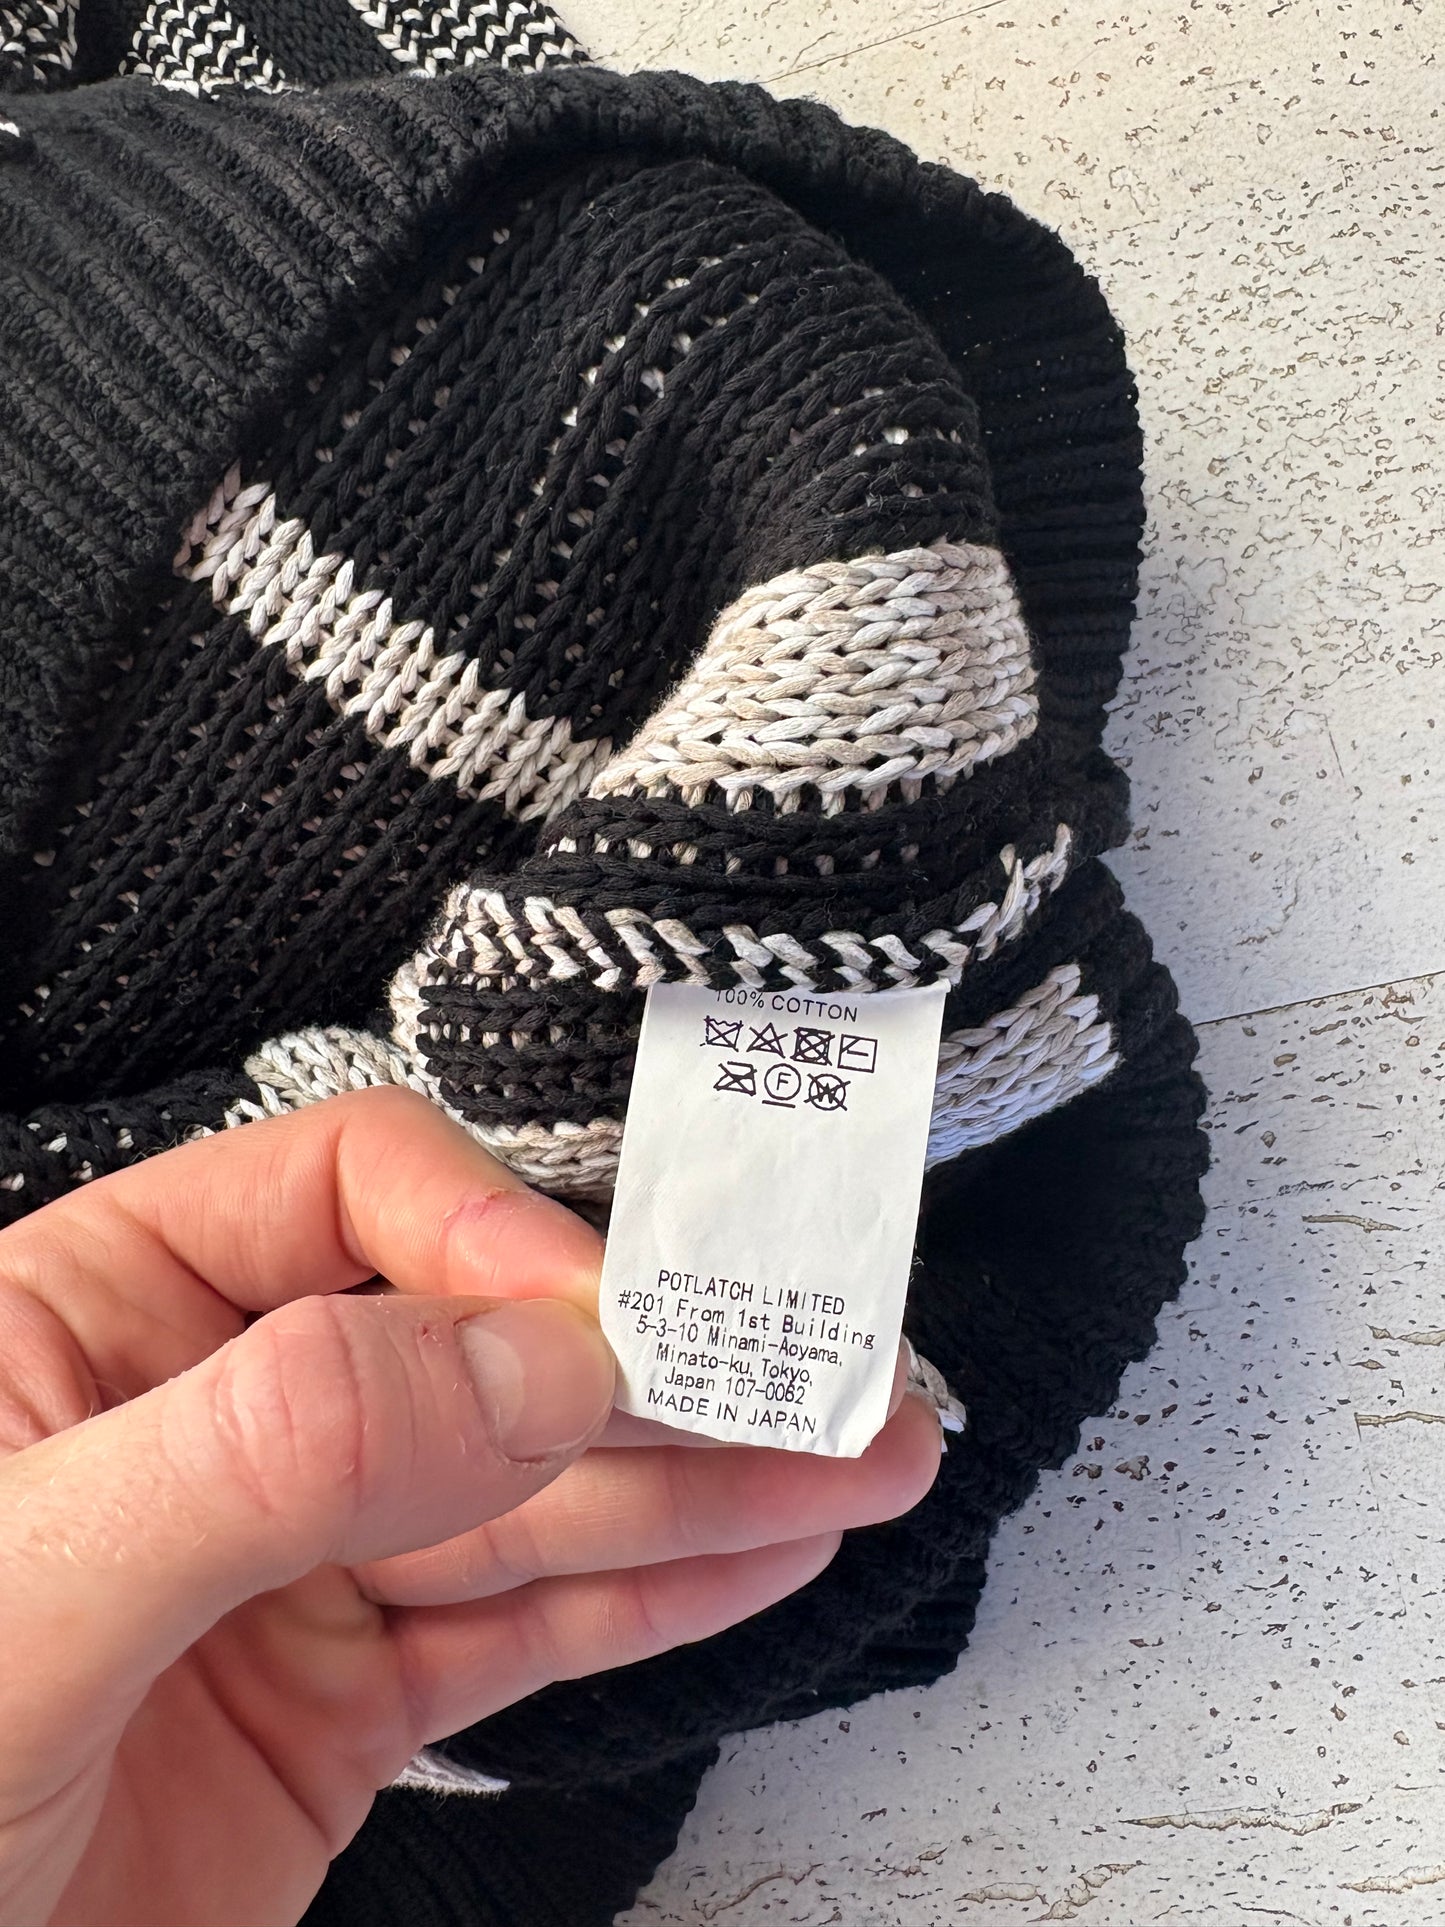 100% COTTON
F W
POTLATCH LIMITED
#201 From 1st Building
5-3-10 Minami-Aoyama,
Minato-ku, Tokyo,
Japan 107-0062
MADE IN JAPAN